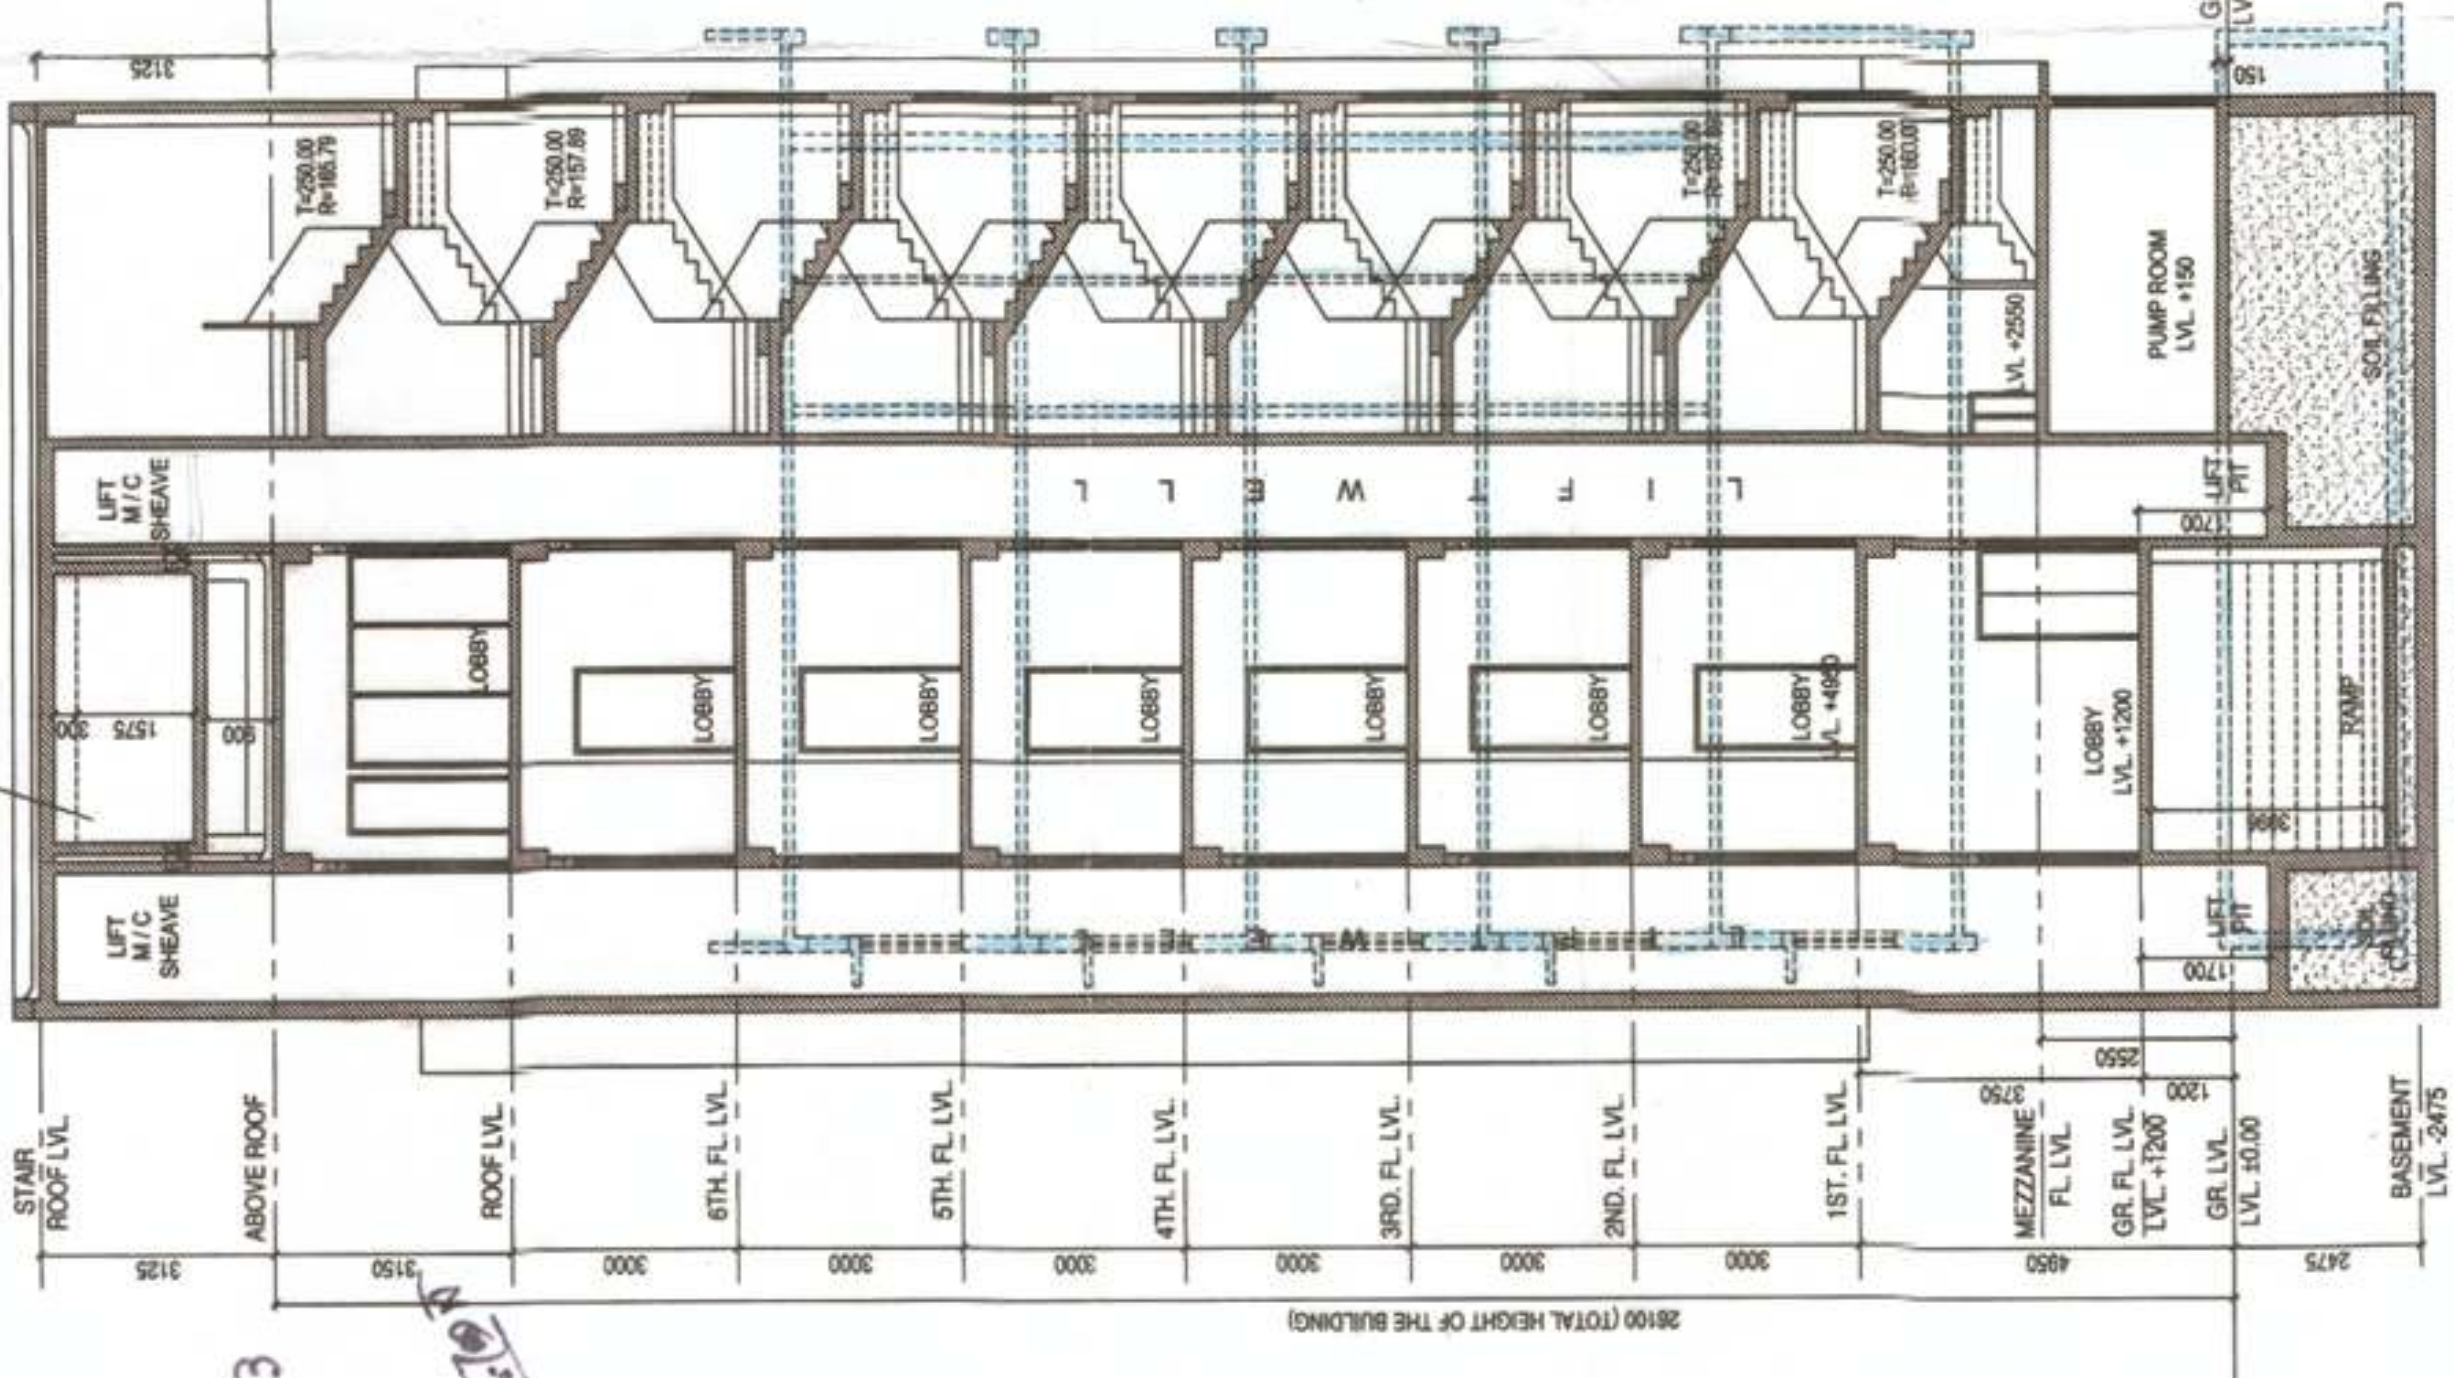 3125
T=250.00
R=165.79
T=250.00
R=157.89
T=250.00
T=250.00
R=160.00
150
LVL +2550
PUMP ROOM
LVL. +150
SOIL FILLING
LIFT
M / C
SHEAVE
L I F T W E L L
LIFT
PIT
1700
300
1575
LOBBY
LOBBY
LOBBY
LOBBY
LOBBY
LOBBY
LOBBY
LVL. +4950
LOBBY
LVL. +1200
RAMP
LIFT
M / C
SHEAVE
LIFT
PIT
1700
STAIR
ROOF LVL.
ABOVE ROOF
ROOF LVL.
6TH. FL. LVL.
5TH. FL. LVL.
4TH. FL. LVL.
3RD. FL. LVL.
2ND. FL. LVL.
1ST. FL. LVL.
MEZZANINE
FL. LVL.
GR. FL. LVL.
LVL. +1200
GR. LVL.
LVL. ±0.00
BASEMENT
LVL. -2475
2550
3750
1200
3125
3150
3000
3000
3000
3000
3000
3000
4950
2475
26100 (TOTAL HEIGHT OF THE BUILDING)
3